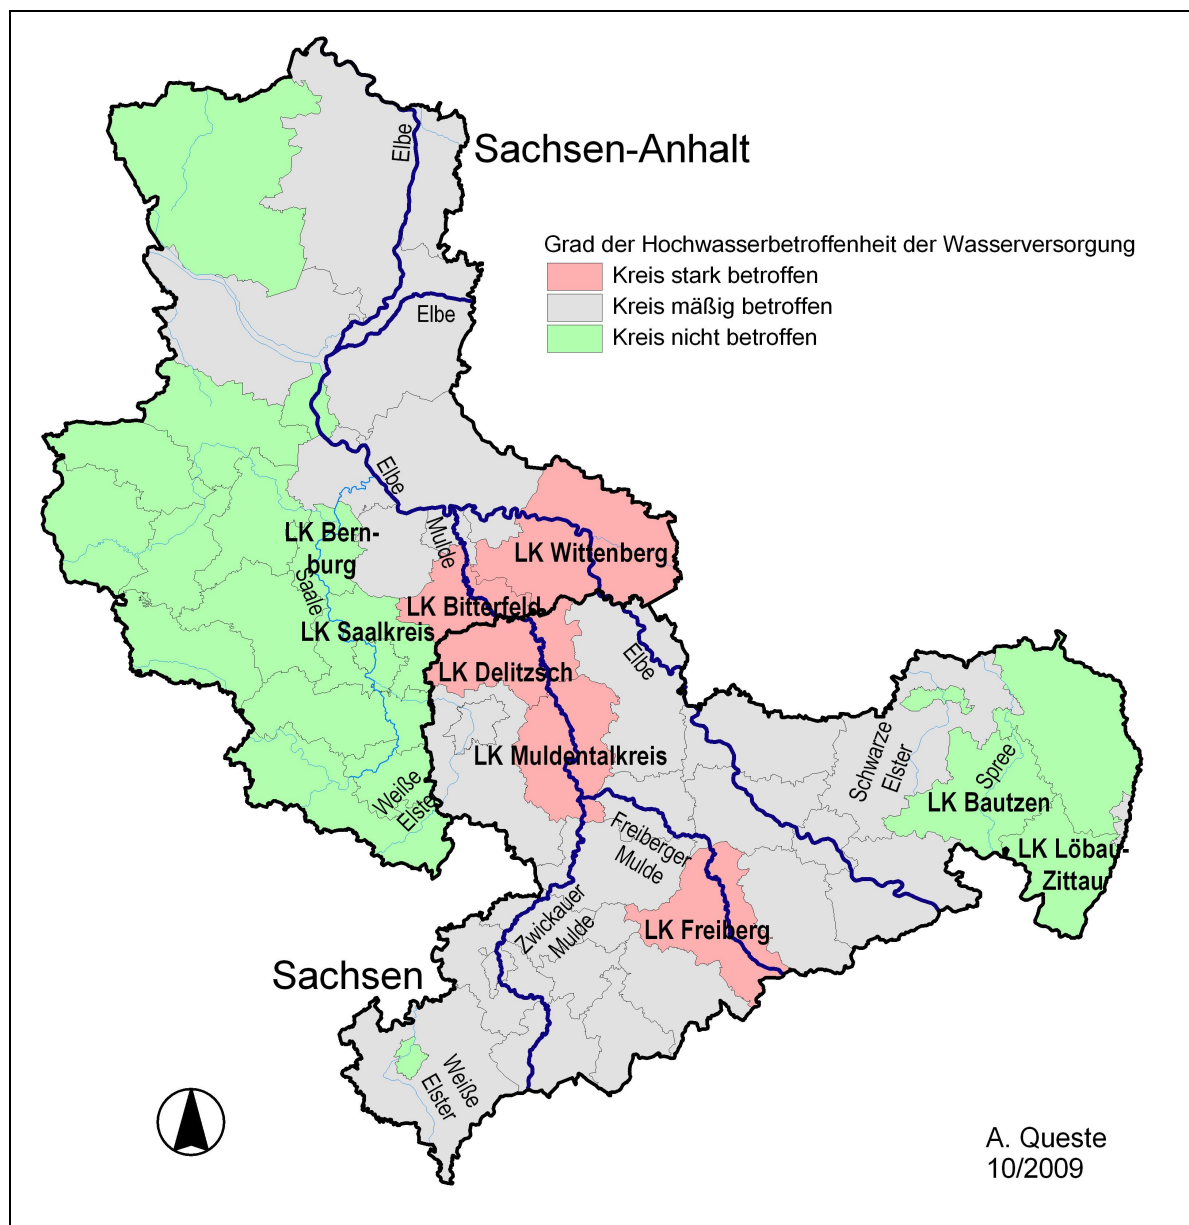 Elbe
Sachsen-Anhalt
Grad der Hochwasserbetroffenheit der Wasserversorgung
Kreis stark betroffen
Kreis mäßig betroffen
Kreis nicht betroffen
Elbe
Elbe
LK Bern-
burg
Mulde
LK Wittenberg
Saale
LK Bitterfeld
LK Saalkreis
Elbe
LK Delitzsch
LK Muldentalkreis
Weiße
Elster
Schwarze
Elster
Spree
LK Bautzen
LK Löbau-
Zittau
Freiberger
Mulde
Zwickauer
Mulde
LK Freiberg
Sachsen
Weiße
Elster
A. Queste
10/2009